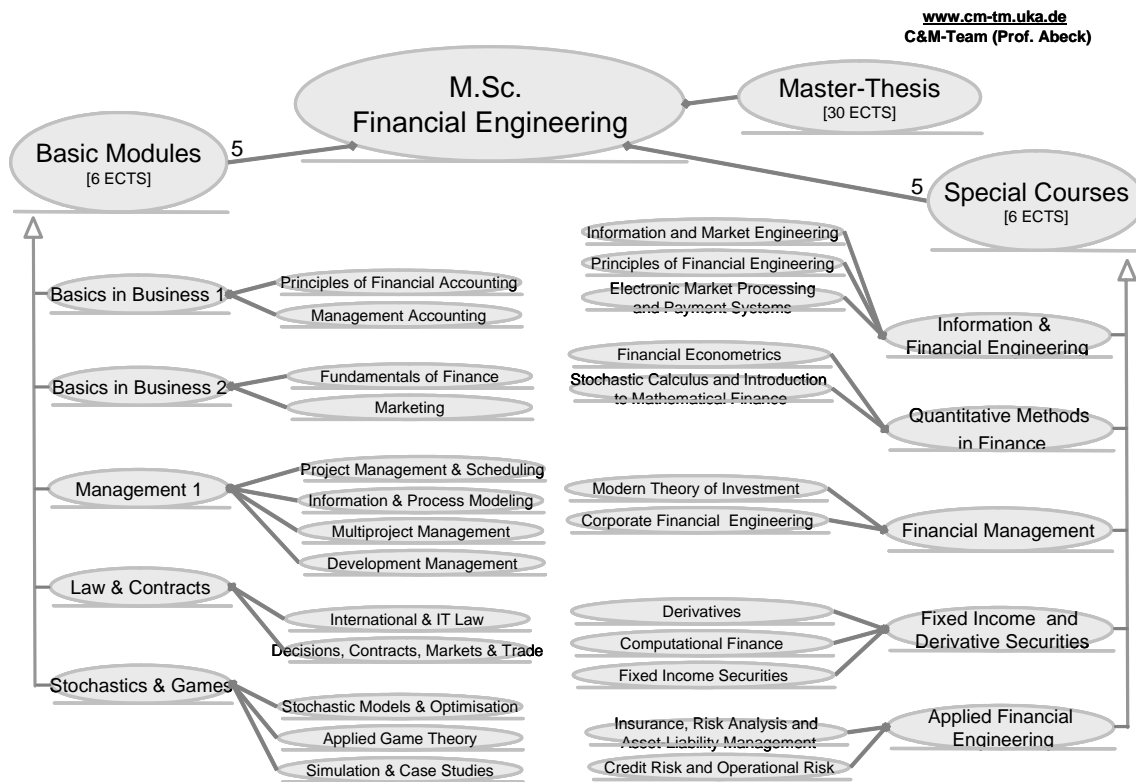 www.cm-tm.uka.de
C&M-Team (Prof. Abeck)
M.Sc.
Financial Engineering
Master-Thesis
[30 ECTS]
Basic Modules
[6 ECTS]
5
5
Special Courses
[6 ECTS]
Basics in Business 1
Principles of Financial Accounting
Management Accounting
Basics in Business 2
Fundamentals of Finance
Marketing
Management 1
Project Management & Scheduling
Information & Process Modeling
Multiproject Management
Development Management
Law & Contracts
International & IT Law
Decisions, Contracts, Markets & Trade
Stochastics & Games
Stochastic Models & Optimisation
Applied Game Theory
Simulation & Case Studies
Information and Market Engineering
Principles of Financial Engineering
Electronic Market Processing
and Payment Systems
Information &
Financial Engineering
Financial Econometrics
Stochastic Calculus and Introduction
to Mathematical Finance
Quantitative Methods
in Finance
Modern Theory of Investment
Corporate Financial Engineering
Financial Management
Derivatives
Computational Finance
Fixed Income Securities
Fixed Income and
Derivative Securities
Insurance, Risk Analysis and
Asset-Liability Management
Credit Risk and Operational Risk
Applied Financial
Engineering